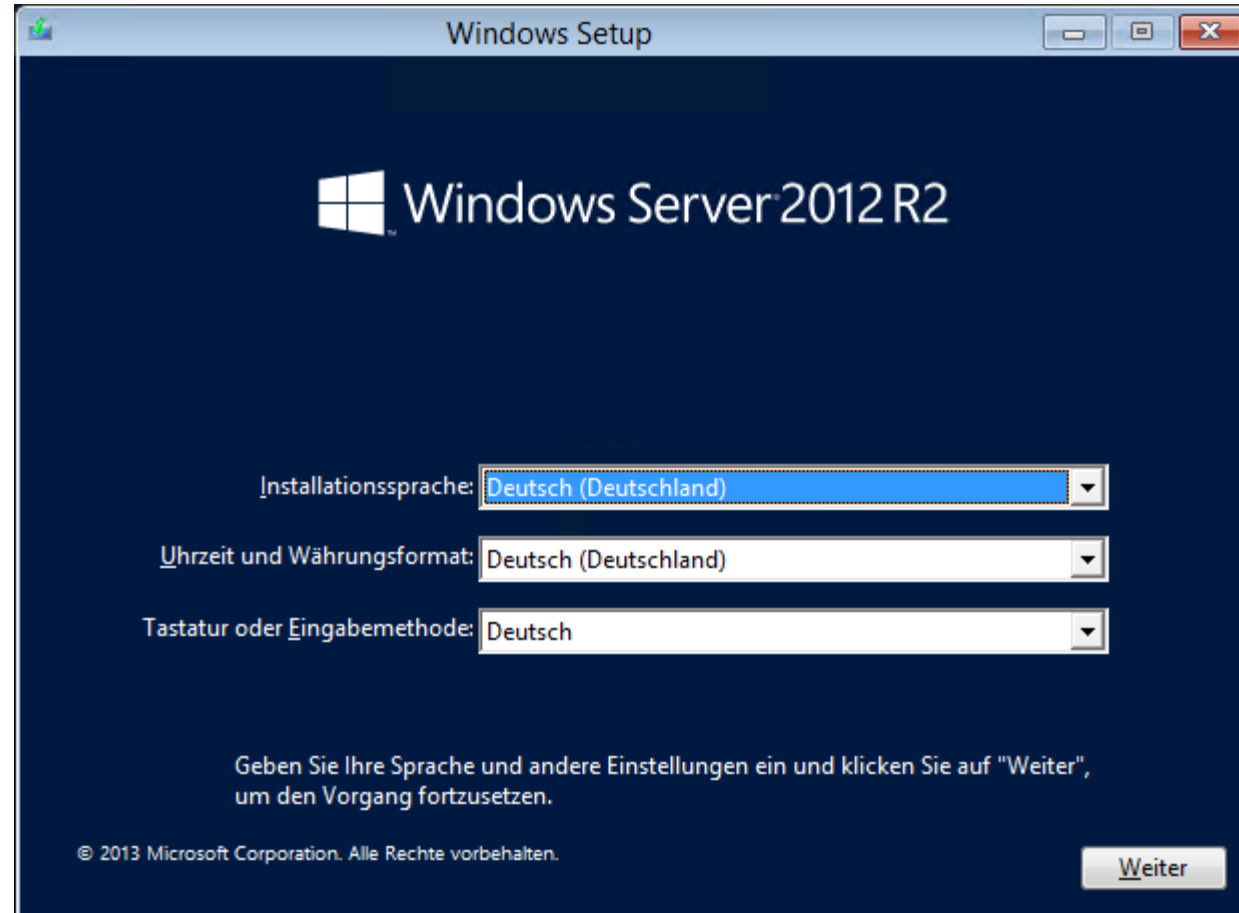 Windows Setup
Windows Server 2012 R2
Installationssprache: Deutsch (Deutschland)
Uhrzeit und Währungsformat: Deutsch (Deutschland)
Tastatur oder Eingabemethode: Deutsch
Geben Sie Ihre Sprache und andere Einstellungen ein und klicken Sie auf "Weiter",
um den Vorgang fortzusetzen.
© 2013 Microsoft Corporation. Alle Rechte vorbehalten.
Weiter